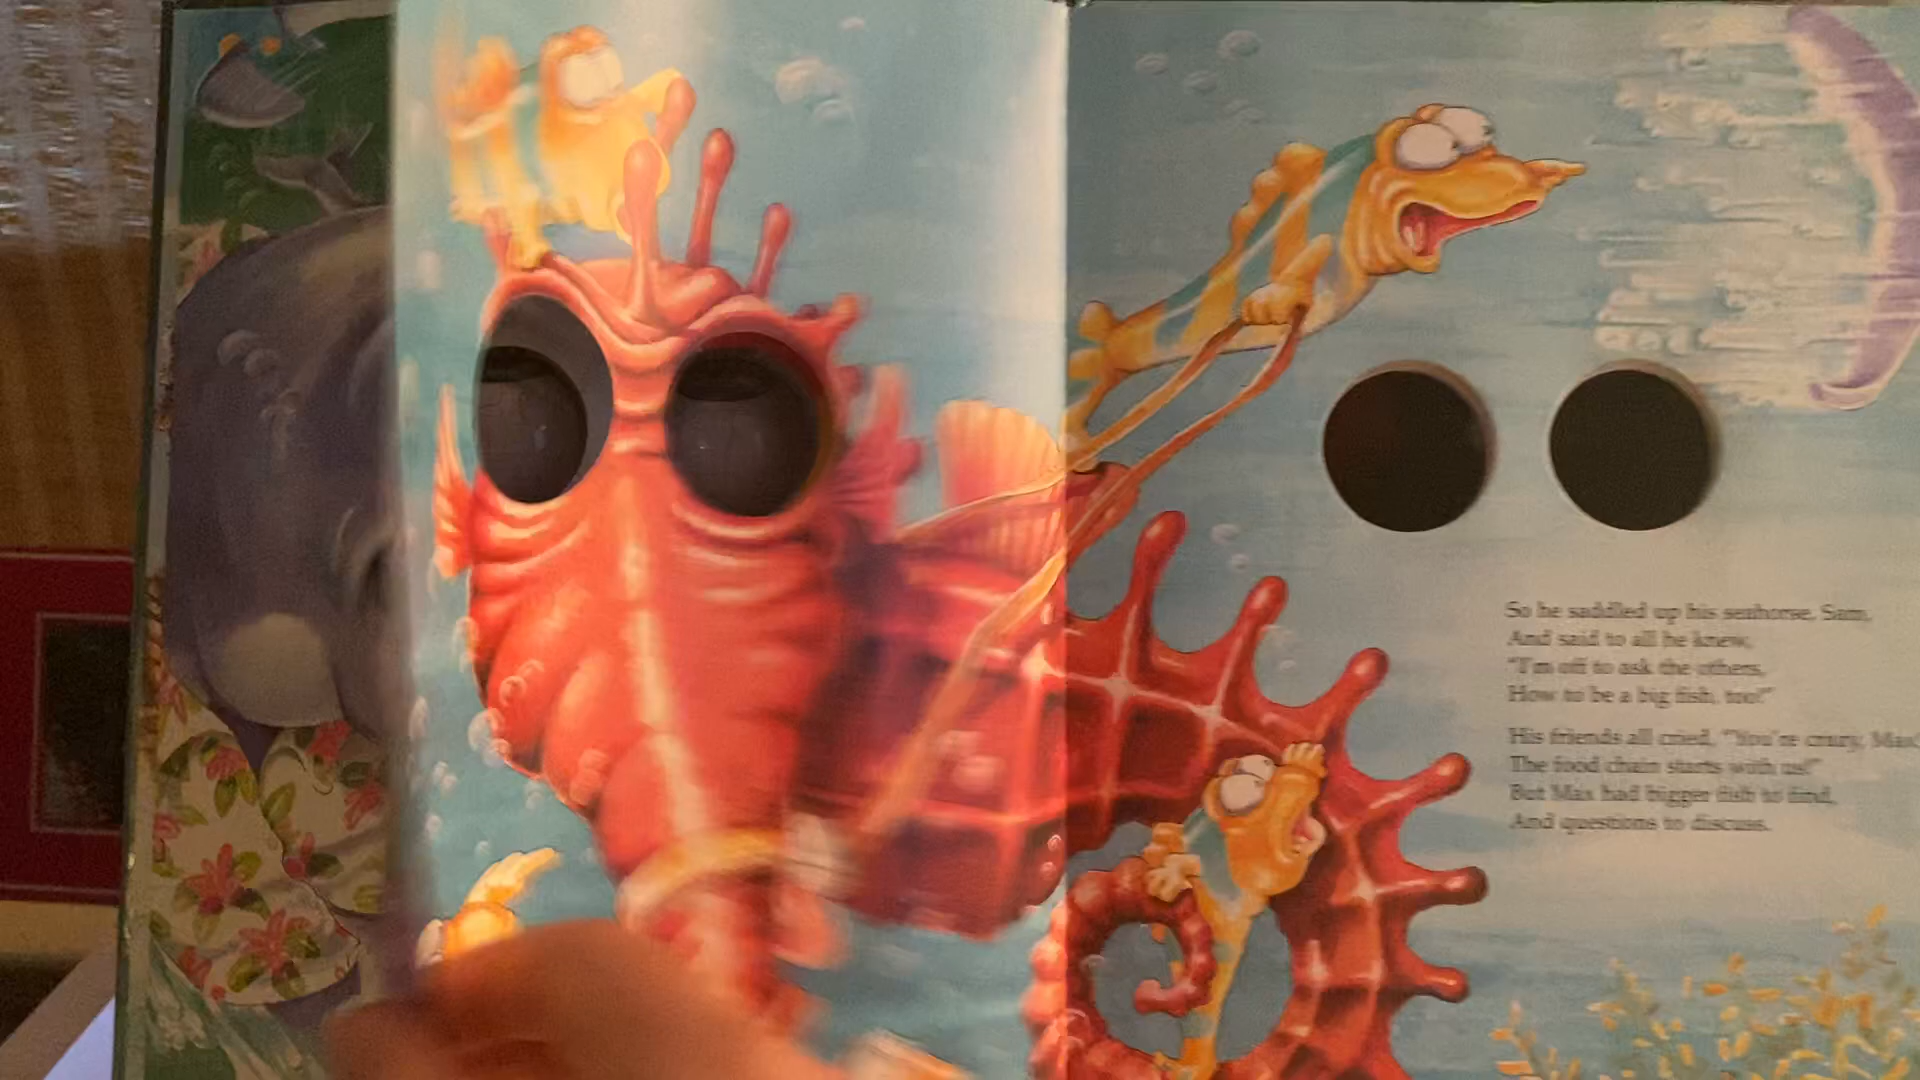 So he saddled up his seahorse, Sam,
And said to all he knew,
"I'm off to ask the others,
How to be a big fish, too!"
His friends all cried, "You're crazy, Max!
The food chain starts with us!"
But Max had bigger fish to find,
And questions to discuss.